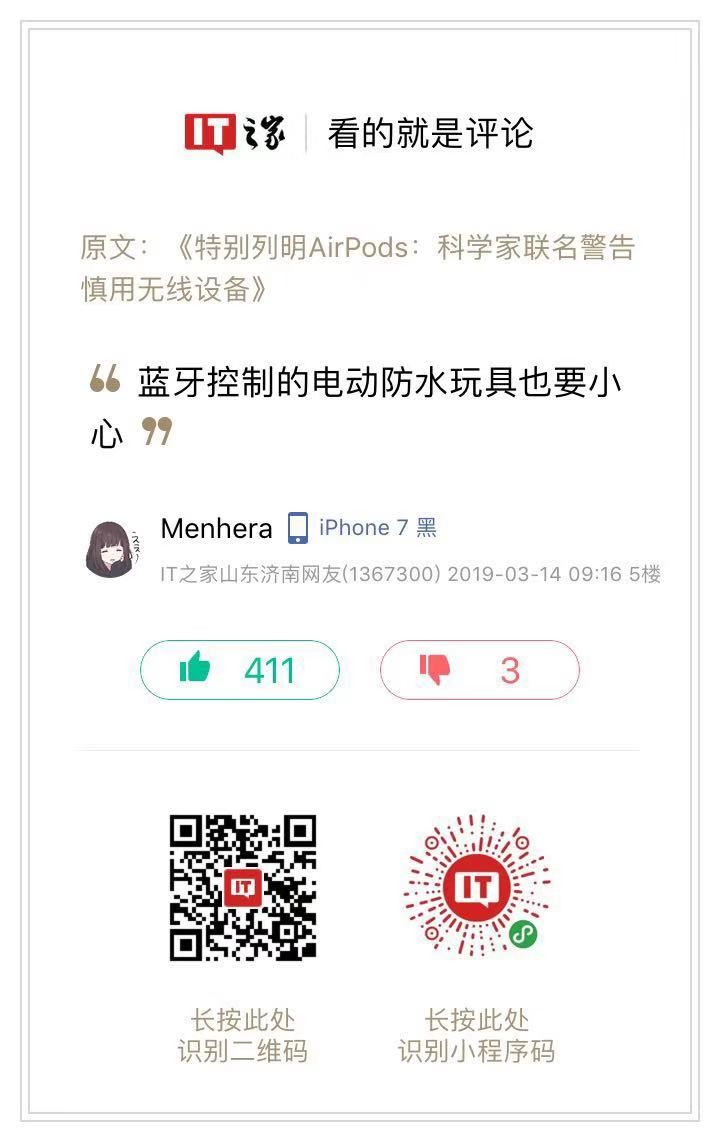 IT之家 看的就是评论
原文：《特别列明AirPods：科学家联名警告
慎用无线设备》
“ 蓝牙控制的电动防水玩具也要小
心 ”
Menhera iPhone 7 黑
IT之家山东济南网友(1367300) 2019-03-14 09:16 5楼
411 3
IT IT
长按此处 长按此处
识别二维码 识别小程序码